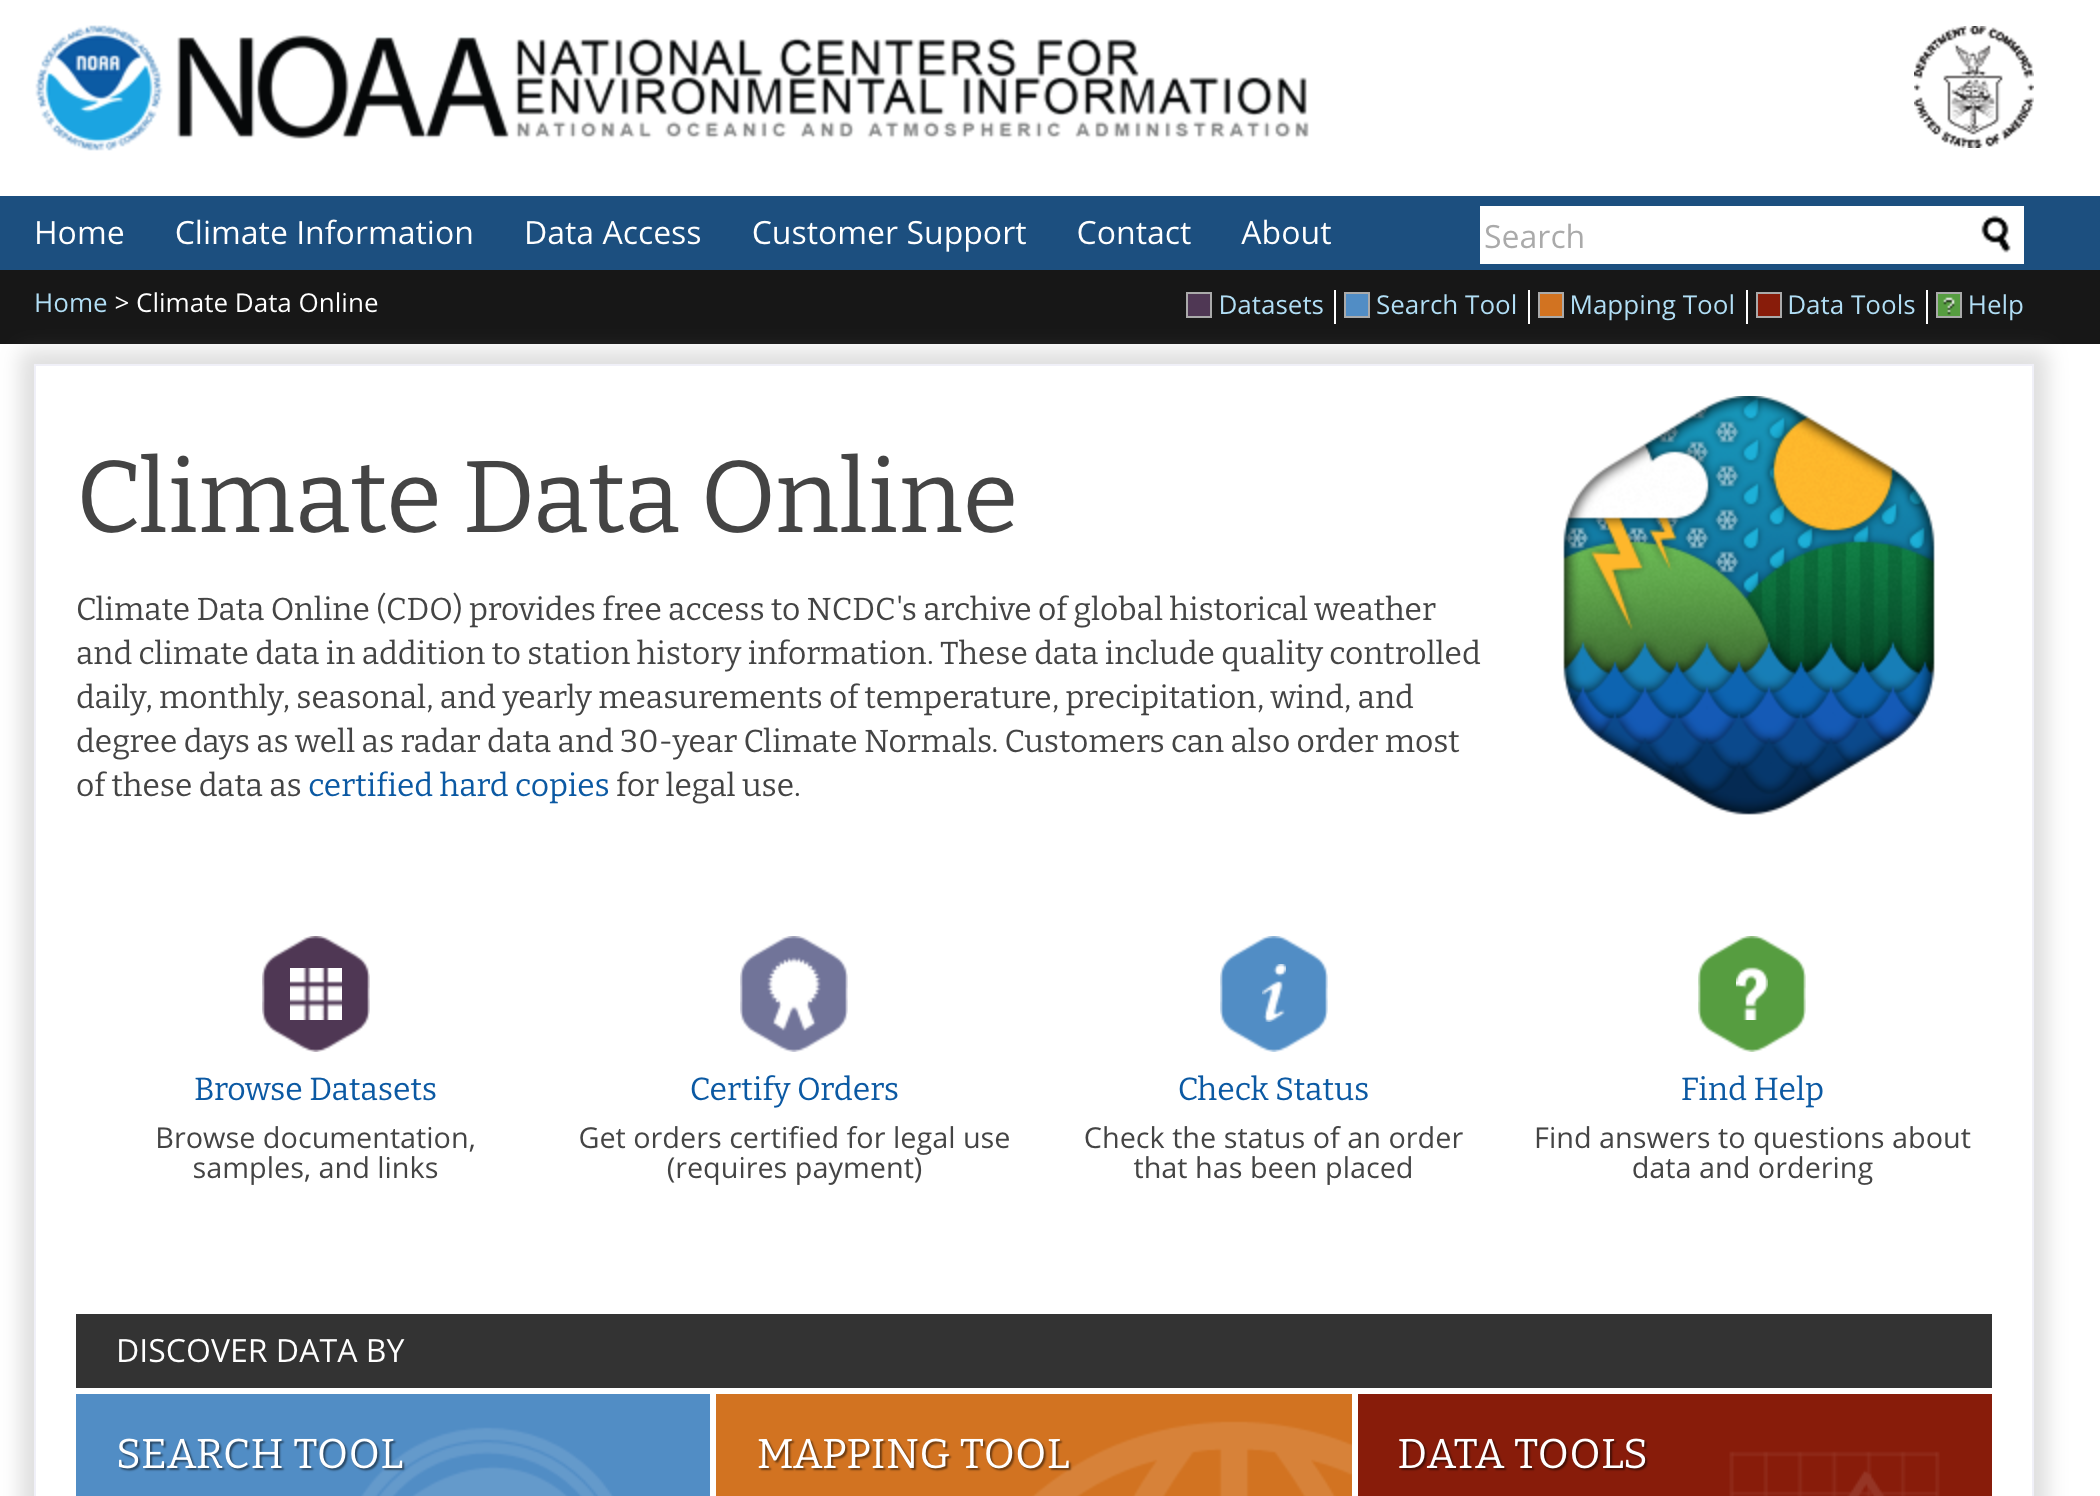 NOAA
NATIONAL OCEANIC AND ATMOSPHERIC ADMINISTRATION
U.S. DEPARTMENT OF COMMERCE
NOAA
NATIONAL CENTERS FOR
ENVIRONMENTAL INFORMATION
NATIONAL OCEANIC AND ATMOSPHERIC ADMINISTRATION
DEPARTMENT OF COMMERCE
UNITED STATES OF AMERICA
Home Climate Information Data Access Customer Support Contact About Search
Home > Climate Data Online
Datasets Search Tool Mapping Tool Data Tools ? Help
Climate Data Online
Climate Data Online (CDO) provides free access to NCDC's archive of global historical weather
and climate data in addition to station history information. These data include quality controlled
daily, monthly, seasonal, and yearly measurements of temperature, precipitation, wind, and
degree days as well as radar data and 30-year Climate Normals. Customers can also order most
of these data as certified hard copies for legal use.
i
?
Browse Datasets
Browse documentation,
samples, and links
Certify Orders
Get orders certified for legal use
(requires payment)
Check Status
Check the status of an order
that has been placed
Find Help
Find answers to questions about
data and ordering
DISCOVER DATA BY
SEARCH TOOL
MAPPING TOOL
DATA TOOLS